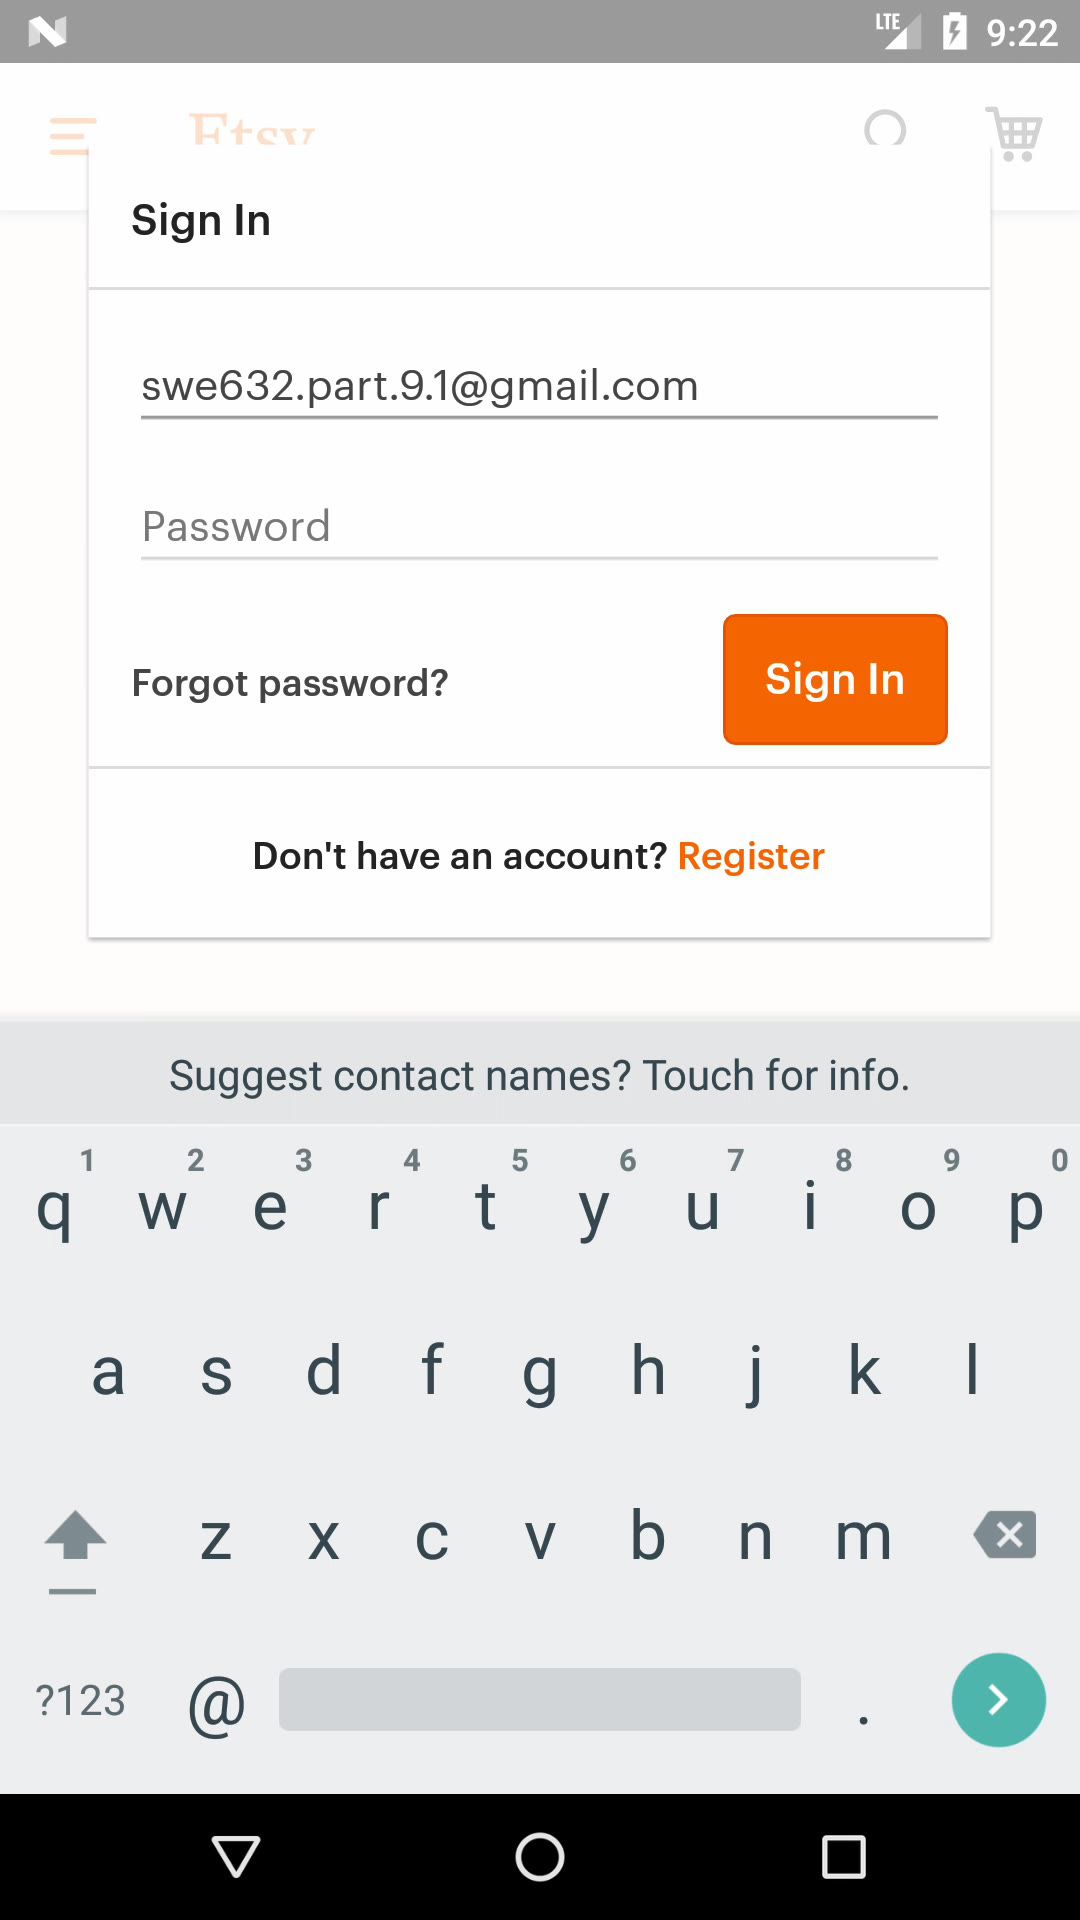 LTE 9:22
Etsy
Sign In
swe632.part.9.1@gmail.com
Password
Forgot password?
Sign In
Don't have an account? Register
Suggest contact names? Touch for info.
1 2 3 4 5 6 7 8 9 0
q w e r t y u i o p
a s d f g h j k l
z x c v b n m
?123 @ .